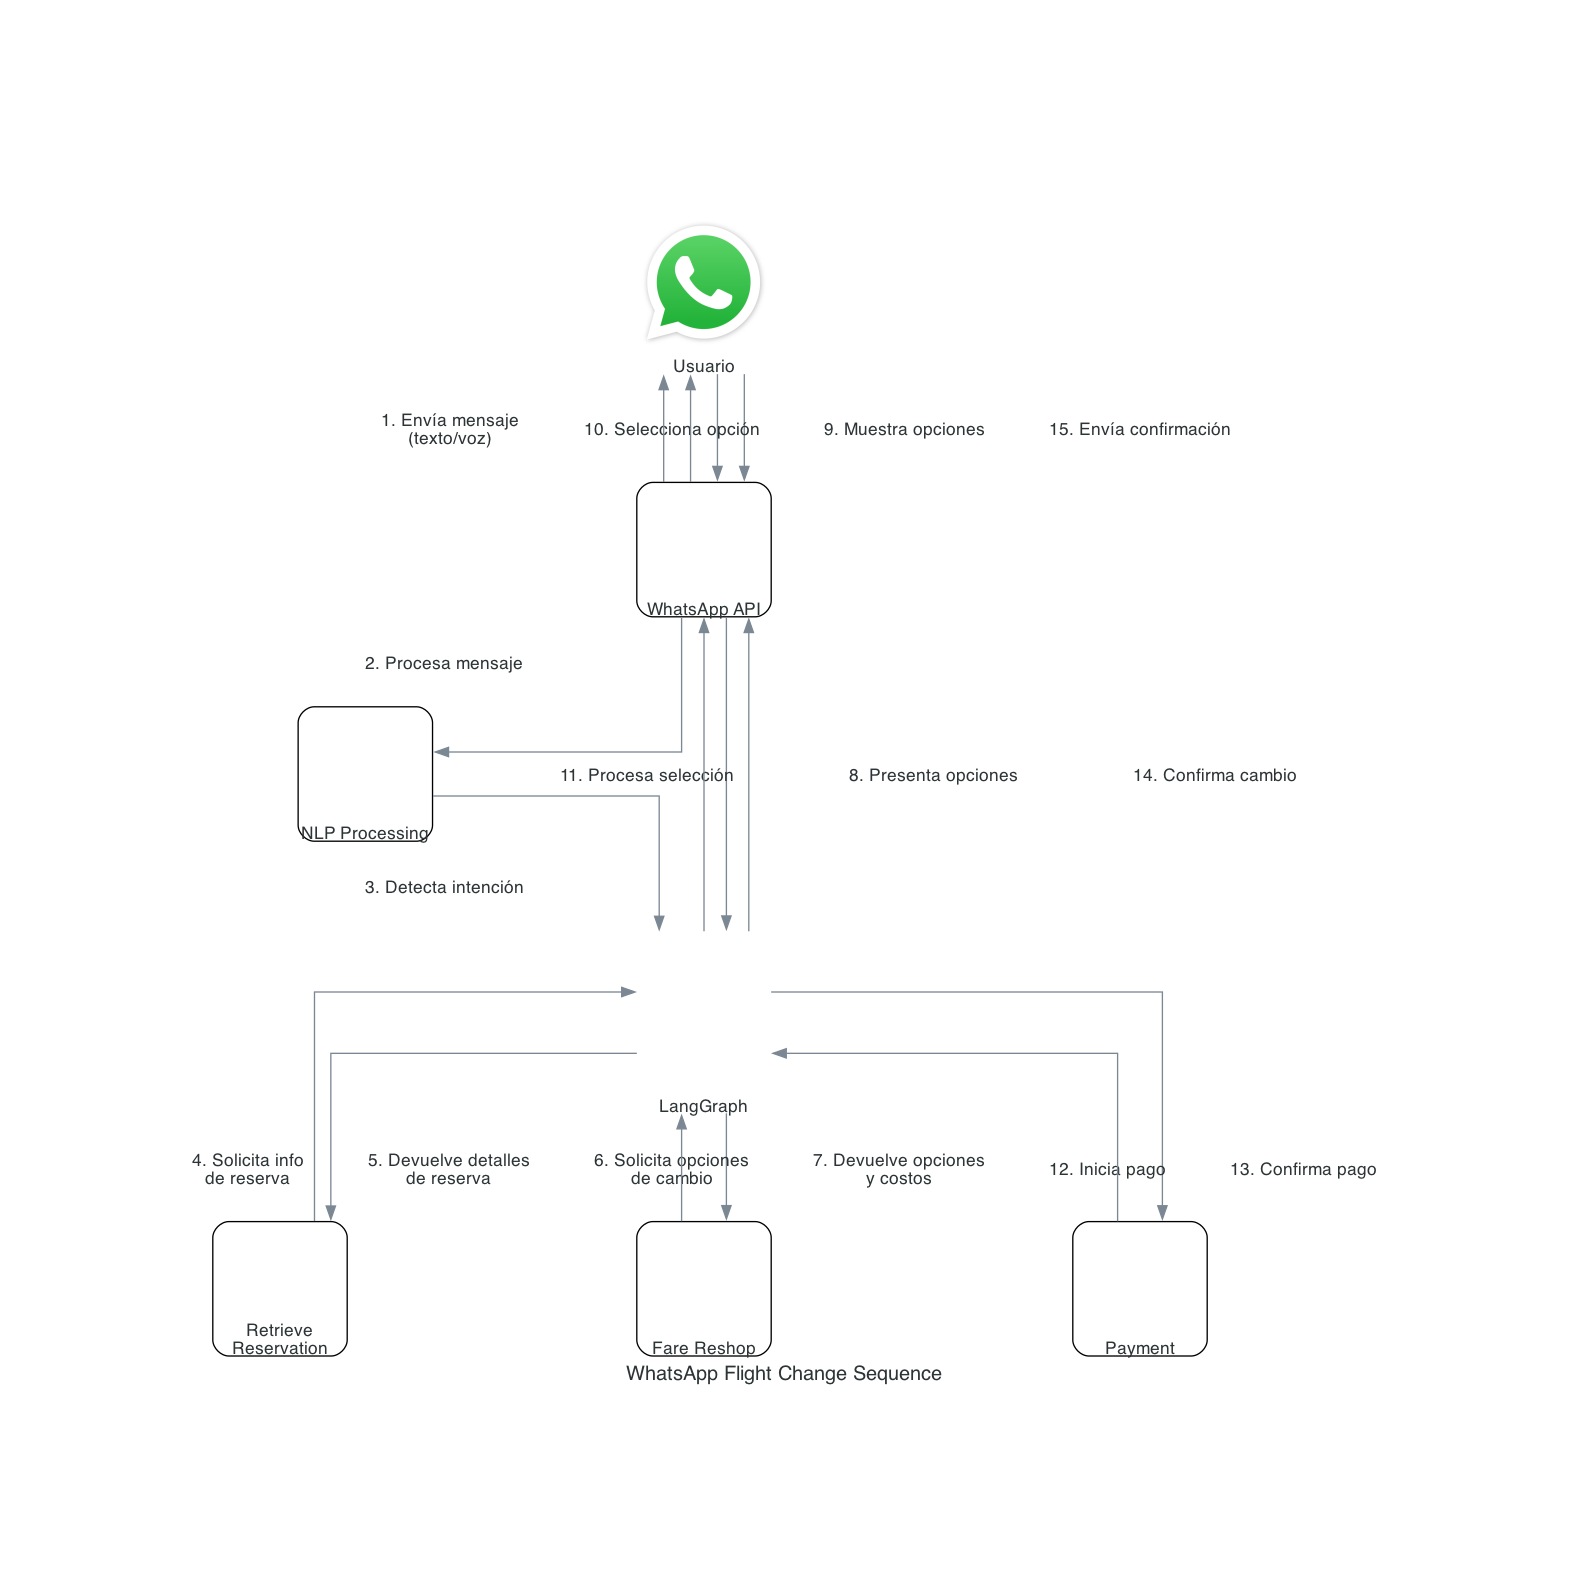 Usuario
1. Envía mensaje
(texto/voz)
10. Selecciona opción
9. Muestra opciones
15. Envía confirmación
WhatsApp API
2. Procesa mensaje
11. Procesa selección
8. Presenta opciones
14. Confirma cambio
NLP Processing
3. Detecta intención
LangGraph
4. Solicita info
de reserva
5. Devuelve detalles
de reserva
6. Solicita opciones
de cambio
7. Devuelve opciones
y costos
12. Inicia pago
13. Confirma pago
Retrieve
Reservation
Fare Reshop
Payment
WhatsApp Flight Change Sequence